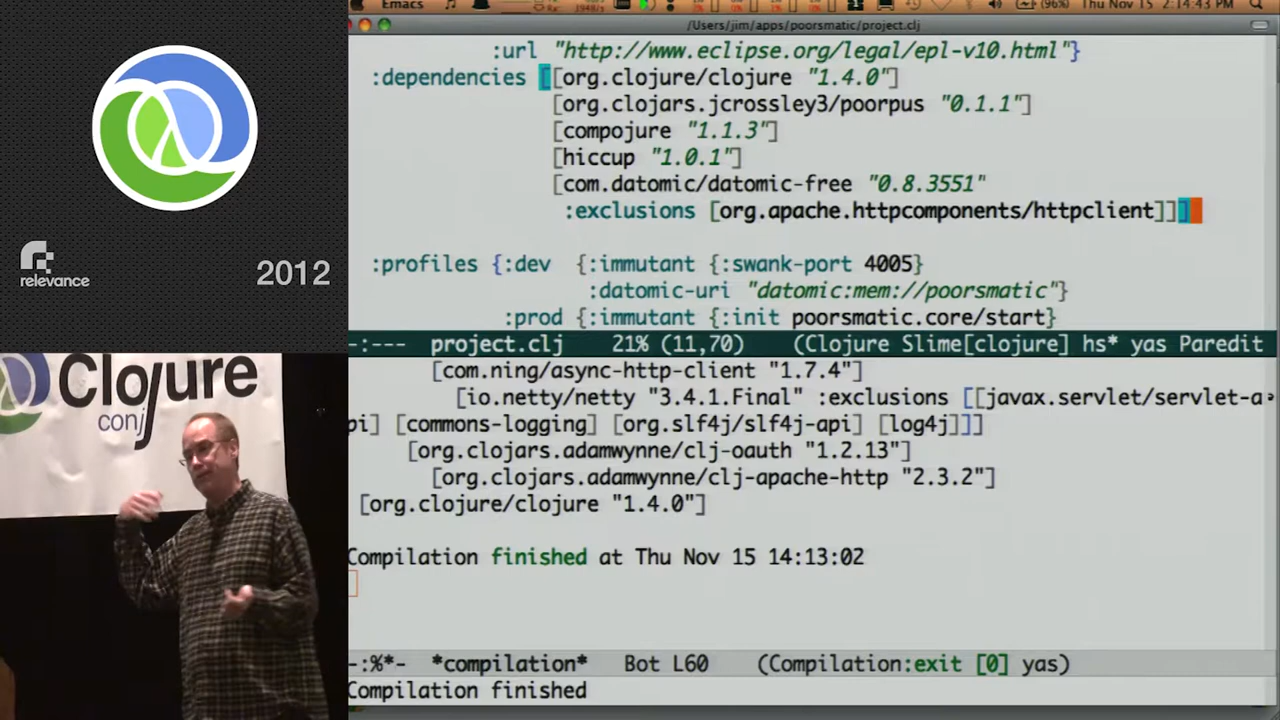 relevance
2012
Clojure
conj
Emacs
(96%) Thu Nov 15 2:14:43 PM
/Users/jim/apps/poorsmatic/project.clj
:url "http://www.eclipse.org/legal/epl-v10.html"}
:dependencies [[org.clojure/clojure "1.4.0"]
[org.clojars.jcrossley3/poorpus "0.1.1"]
[compojure "1.1.3"]
[hiccup "1.0.1"]
[com.datomic/datomic-free "0.8.3551"
:exclusions [org.apache.httpcomponents/httpclient]]]
:profiles {:dev {:immutant {:swank-port 4005}
:datomic-uri "datomic:mem://poorsmatic"}
:prod {:immutant {:init poorsmatic.core/start}
-:--- project.clj 21% (11,70) (Clojure Slime[clojure] hs* yas Paredit
[com.ning/async-http-client "1.7.4"]
[io.netty/netty "3.4.1.Final" :exclusions [[javax.servlet/servlet-a
pi] [commons-logging] [org.slf4j/slf4j-api] [log4j]]]
[org.clojars.adamwynne/clj-oauth "1.2.13"]
[org.clojars.adamwynne/clj-apache-http "2.3.2"]
[org.clojure/clojure "1.4.0"]
Compilation finished at Thu Nov 15 14:13:02
-:%*- *compilation* Bot L60 (Compilation:exit [0] yas)
Compilation finished